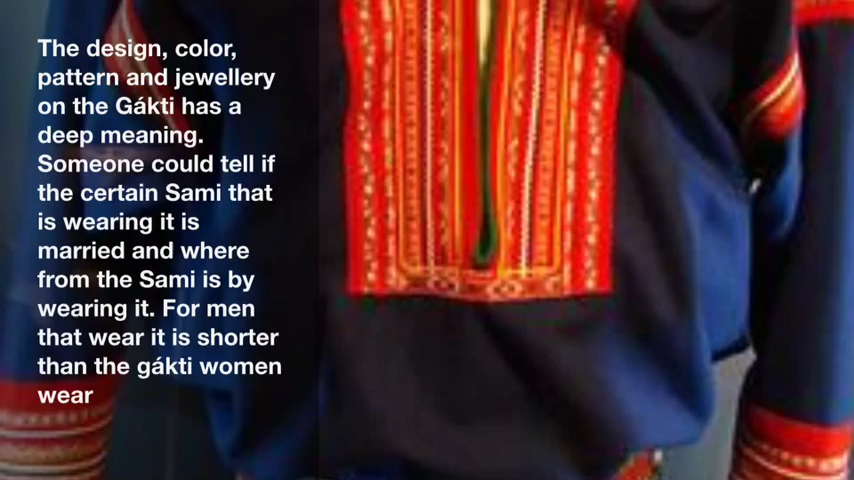 The design, color,
pattern and jewellery
on the Gákti has a
deep meaning.
Someone could tell if
the certain Sami that
is wearing it is
married and where
from the Sami is by
wearing it. For men
that wear it is shorter
than the gákti women
wear